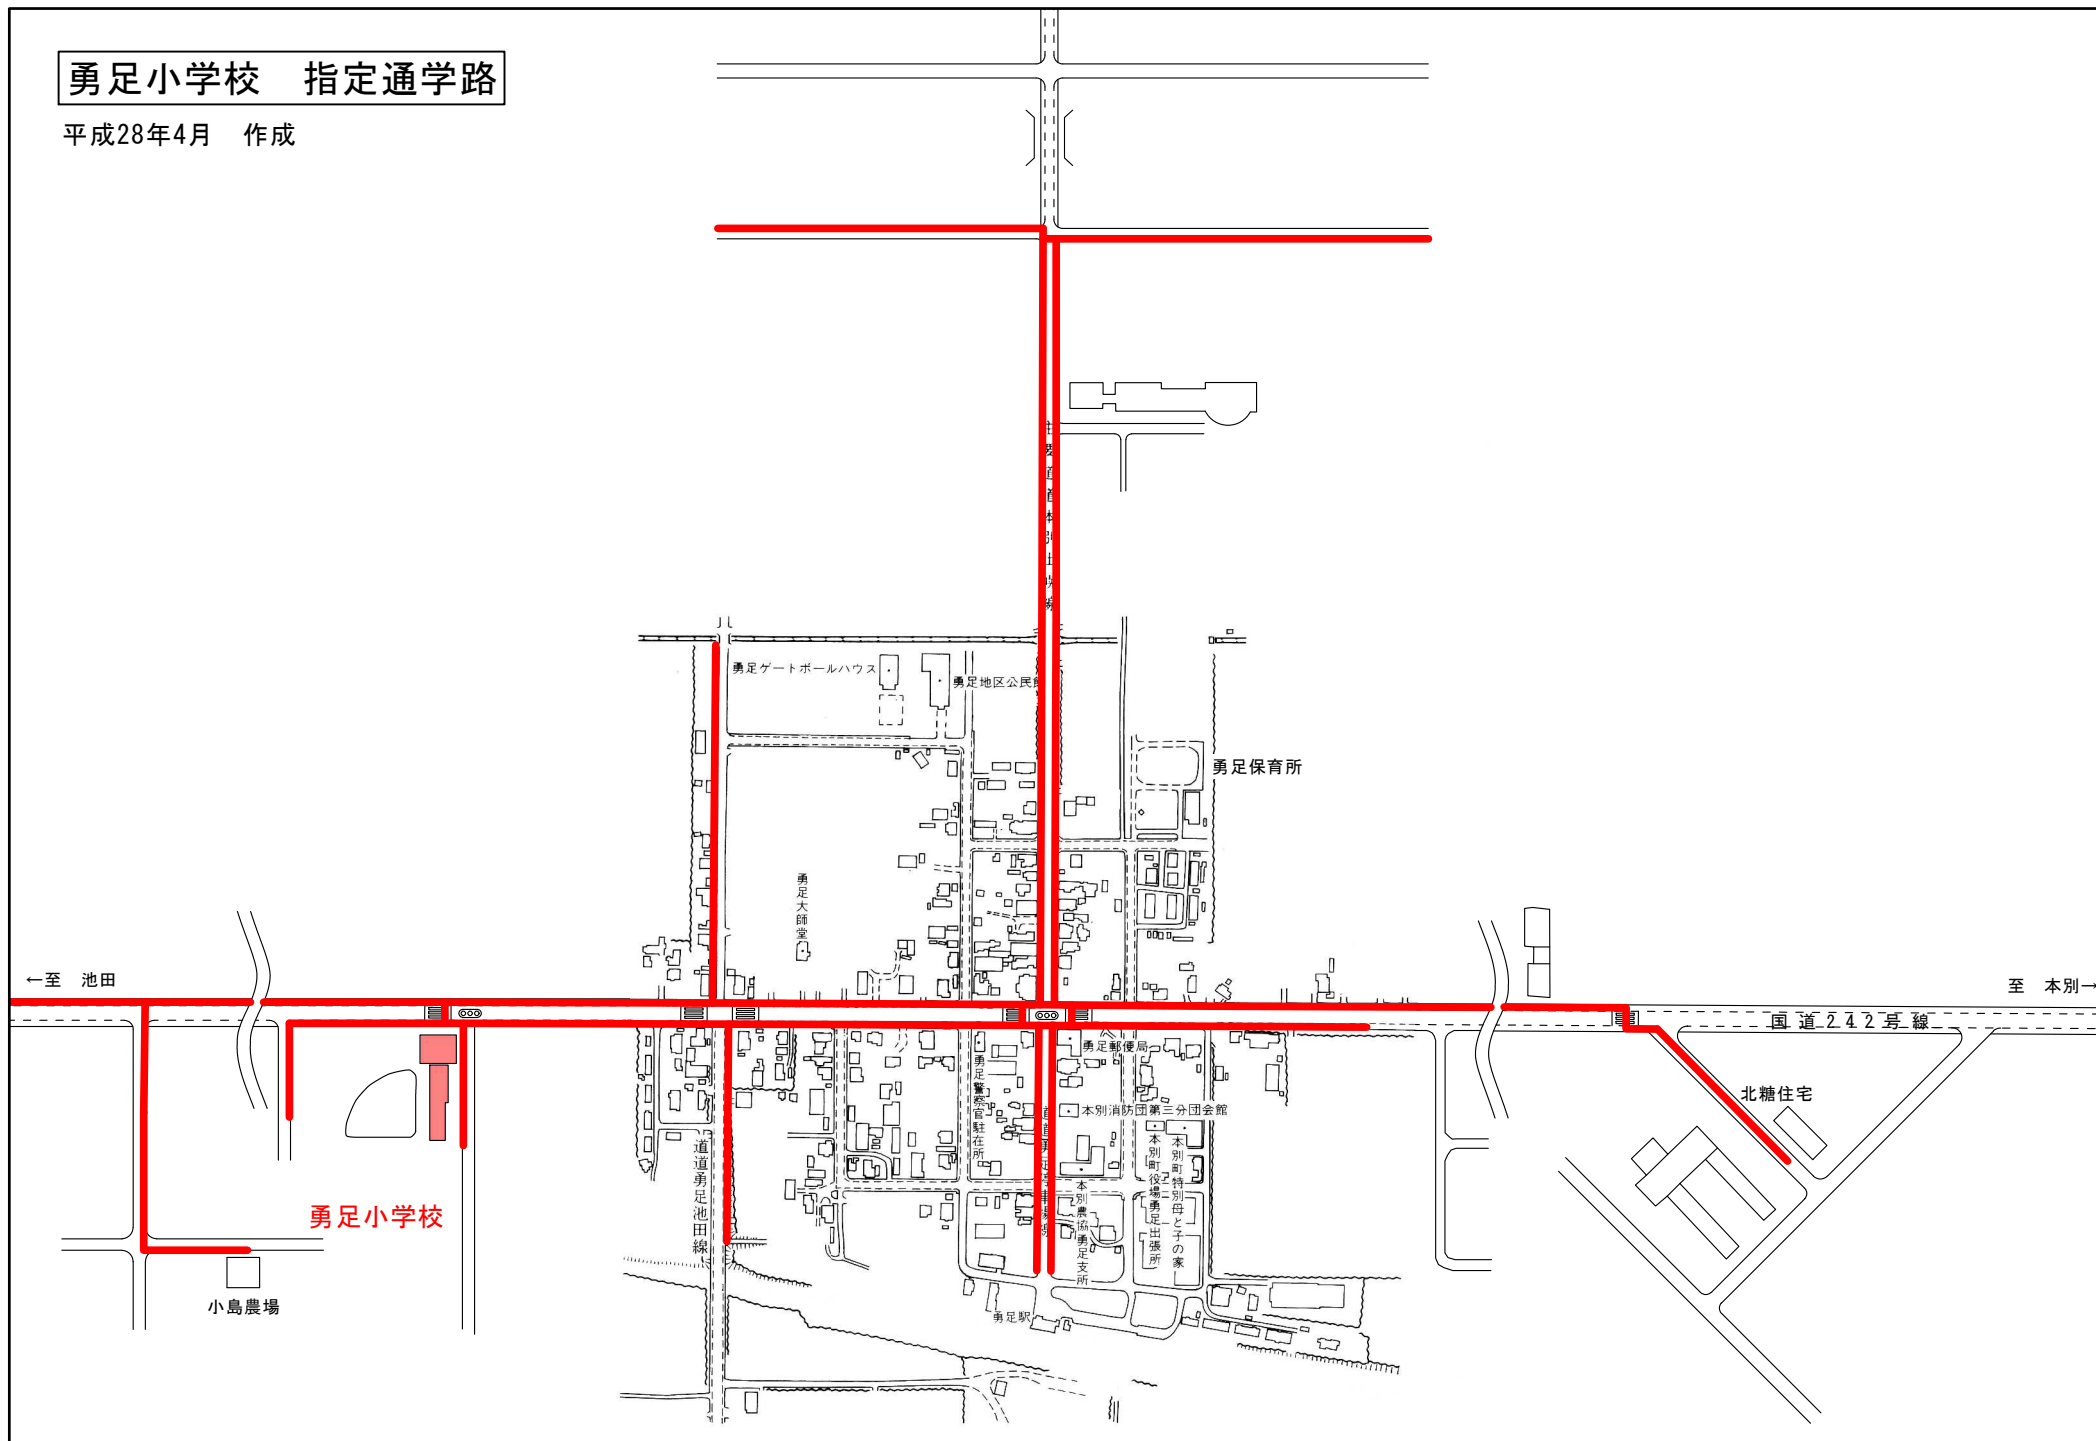 勇足小学校　指定通学路
平成28年4月　作成
勇足ゲートボールハウス
勇足地区公民館
勇足保育所
勇足大師堂
←至　池田
至　本別→
国道242号線
勇足郵便局
勇足警察官駐在所
本別消防団第三分団会館
北糖住宅
道道勇足池田線
本別農協勇足支所
本別町役場勇足出張所
本別町特別母と子の家
勇足小学校
小島農場
勇足駅